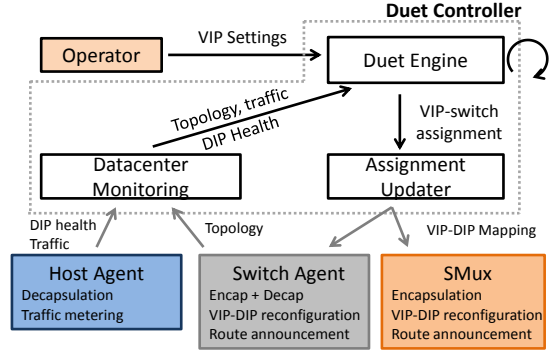 Duet Controller
Operator
VIP Settings
Duet Engine
Topology, traffic
DIP Health
VIP-switch
assignment
Datacenter
Monitoring
Assignment
Updater
DIP health
Traffic
Topology
VIP-DIP Mapping
Host Agent
Decapsulation
Traffic metering
Switch Agent
Encap + Decap
VIP-DIP reconfiguration
Route announcement
SMux
Encapsulation
VIP-DIP reconfiguration
Route announcement